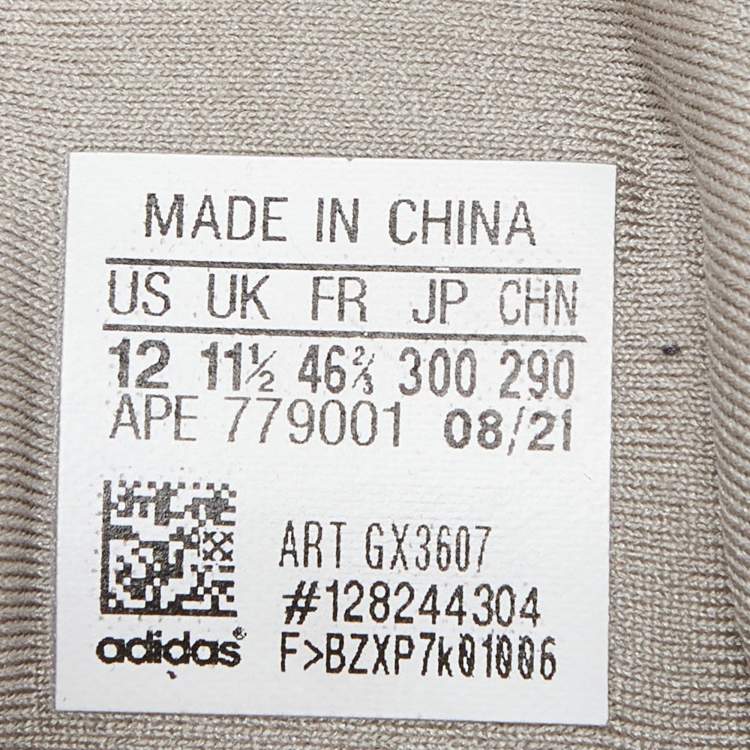 MADE IN CHINA
US UK FR JP CHN
12 11½ 46⅔ 300 290
APE 779001 08/21
ART GX3607
#128244304
adidas® F>BZXP7k01006